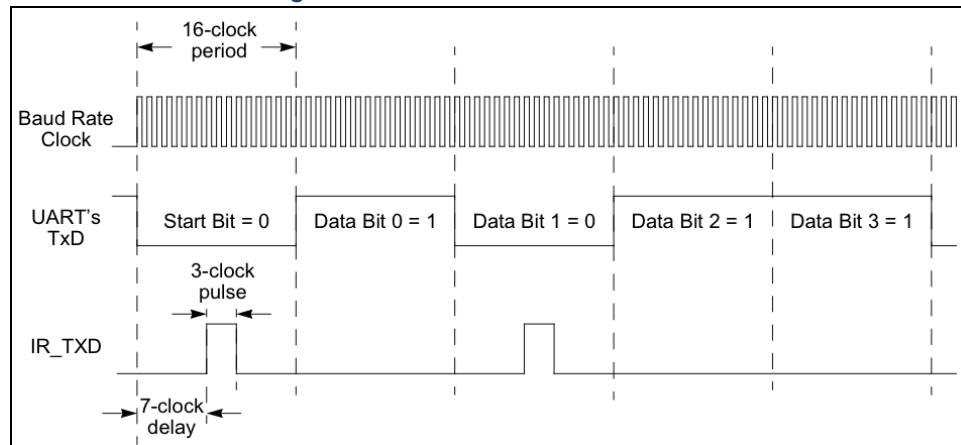 16-clock
period
Baud Rate
Clock
UART's
TxD
Start Bit = 0
Data Bit 0 = 1
Data Bit 1 = 0
Data Bit 2 = 1
Data Bit 3 = 1
3-clock
pulse
IR_TXD
7-clock
delay